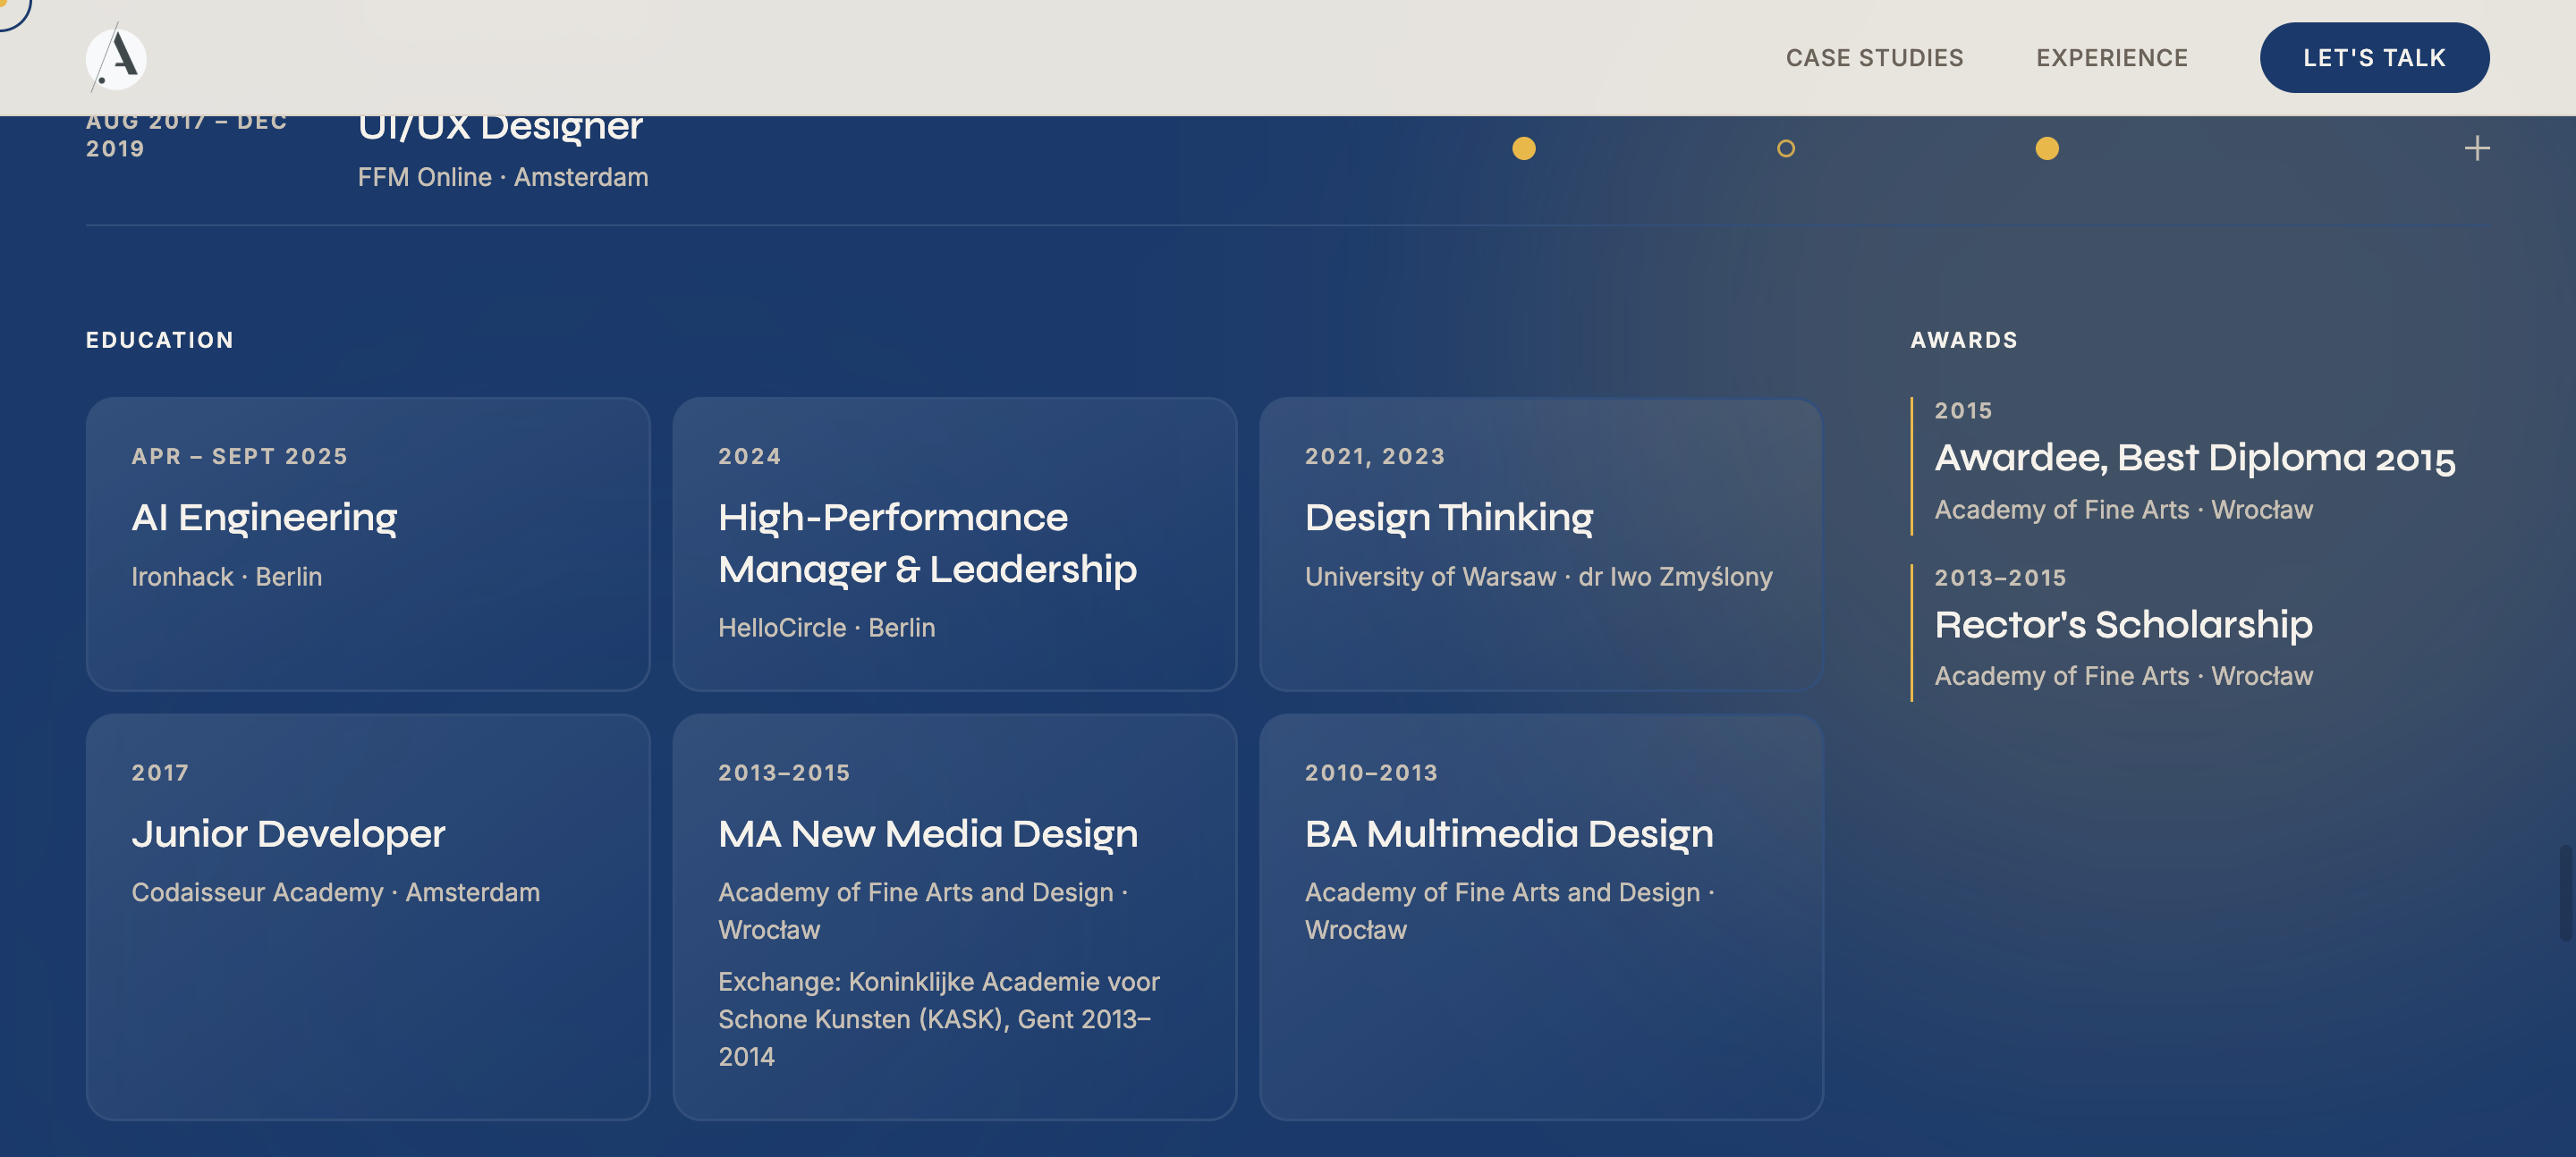 A
CASE STUDIES
EXPERIENCE
LET'S TALK
AUG 2017 – DEC
2019
UI/UX Designer
FFM Online · Amsterdam
EDUCATION
APR – SEPT 2025
AI Engineering
Ironhack · Berlin
2024
High-Performance
Manager & Leadership
HelloCircle · Berlin
2021, 2023
Design Thinking
University of Warsaw · dr Iwo Zmyślony
2017
Junior Developer
Codaisseur Academy · Amsterdam
2013–2015
MA New Media Design
Academy of Fine Arts and Design ·
Wrocław
Exchange: Koninklijke Academie voor
Schone Kunsten (KASK), Gent 2013–
2014
2010–2013
BA Multimedia Design
Academy of Fine Arts and Design ·
Wrocław
AWARDS
2015
Awardee, Best Diploma 2015
Academy of Fine Arts · Wrocław
2013–2015
Rector's Scholarship
Academy of Fine Arts · Wrocław